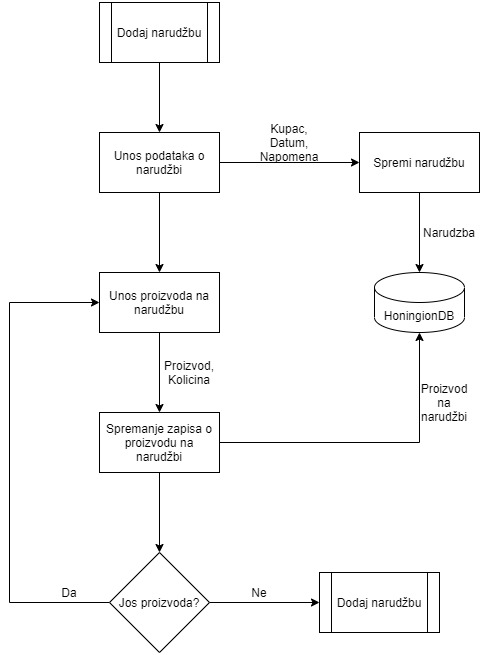 Dodaj narudžbu
Unos podataka o
narudžbi
Kupac,
Datum,
Napomena
Spremi narudžbu
Narudzba
HoningionDB
Unos proizvoda na
narudžbu
Proizvod,
Kolicina
Spremanje zapisa o
proizvodu na
narudžbi
Proizvod
na
narudžbi
Jos proizvoda?
Da
Ne
Dodaj narudžbu